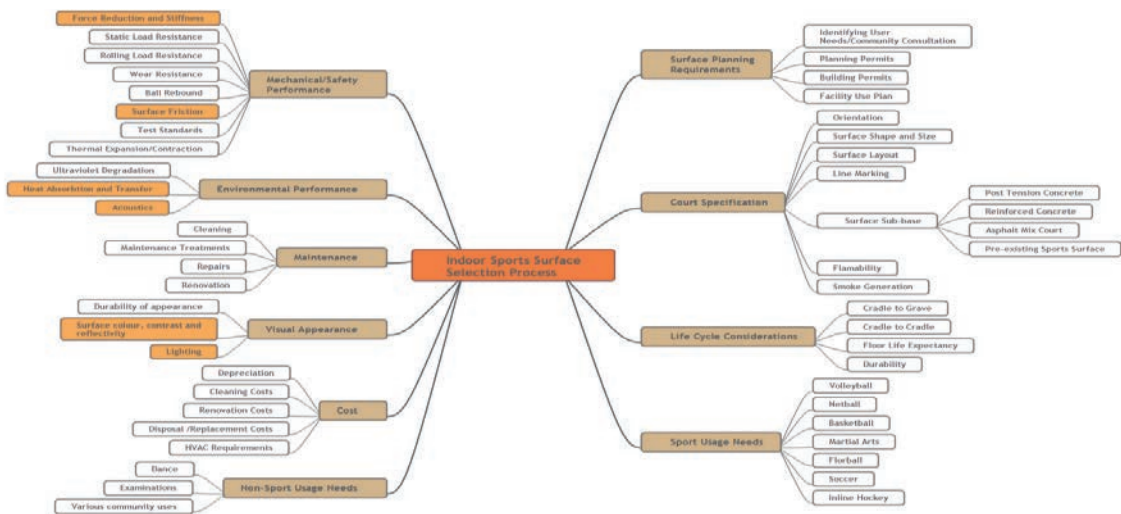 Force Reduction and Stiffness
Static Load Resistance
Rolling Load Resistance
Wear Resistance
Ball Rebound
Surface Friction
Test Standards
Thermal Expansion/Contraction
Mechanical/Safety
Performance
Ultraviolet Degradation
Heat Absorbtion and Transfer
Acoustics
Environmental Performance
Cleaning
Maintenance Treatments
Repairs
Renovation
Maintenance
Durability of appearance
Surface colour, contrast and
reflectivity
Lighting
Visual Appearance
Depreciation
Cleaning Costs
Renovation Costs
Disposal /Replacement Costs
HVAC Requirements
Cost
Dance
Examinations
Various community uses
Non-Sport Usage Needs
Indoor Sports Surface
Selection Process
Surface Planning
Requirements
Identifying User
Needs/Community Consultation
Planning Permits
Building Permits
Facility Use Plan
Court Specification
Orientation
Surface Shape and Size
Surface Layout
Line Marking
Surface Sub-base
Post Tension Concrete
Reinforced Concrete
Asphalt Mix Court
Pre-existing Sports Surface
Flamability
Smoke Generation
Life Cycle Considerations
Cradle to Grave
Cradle to Cradle
Floor Life Expectancy
Durability
Sport Usage Needs
Volleyball
Netball
Basketball
Martial Arts
Florball
Soccer
Inline Hockey